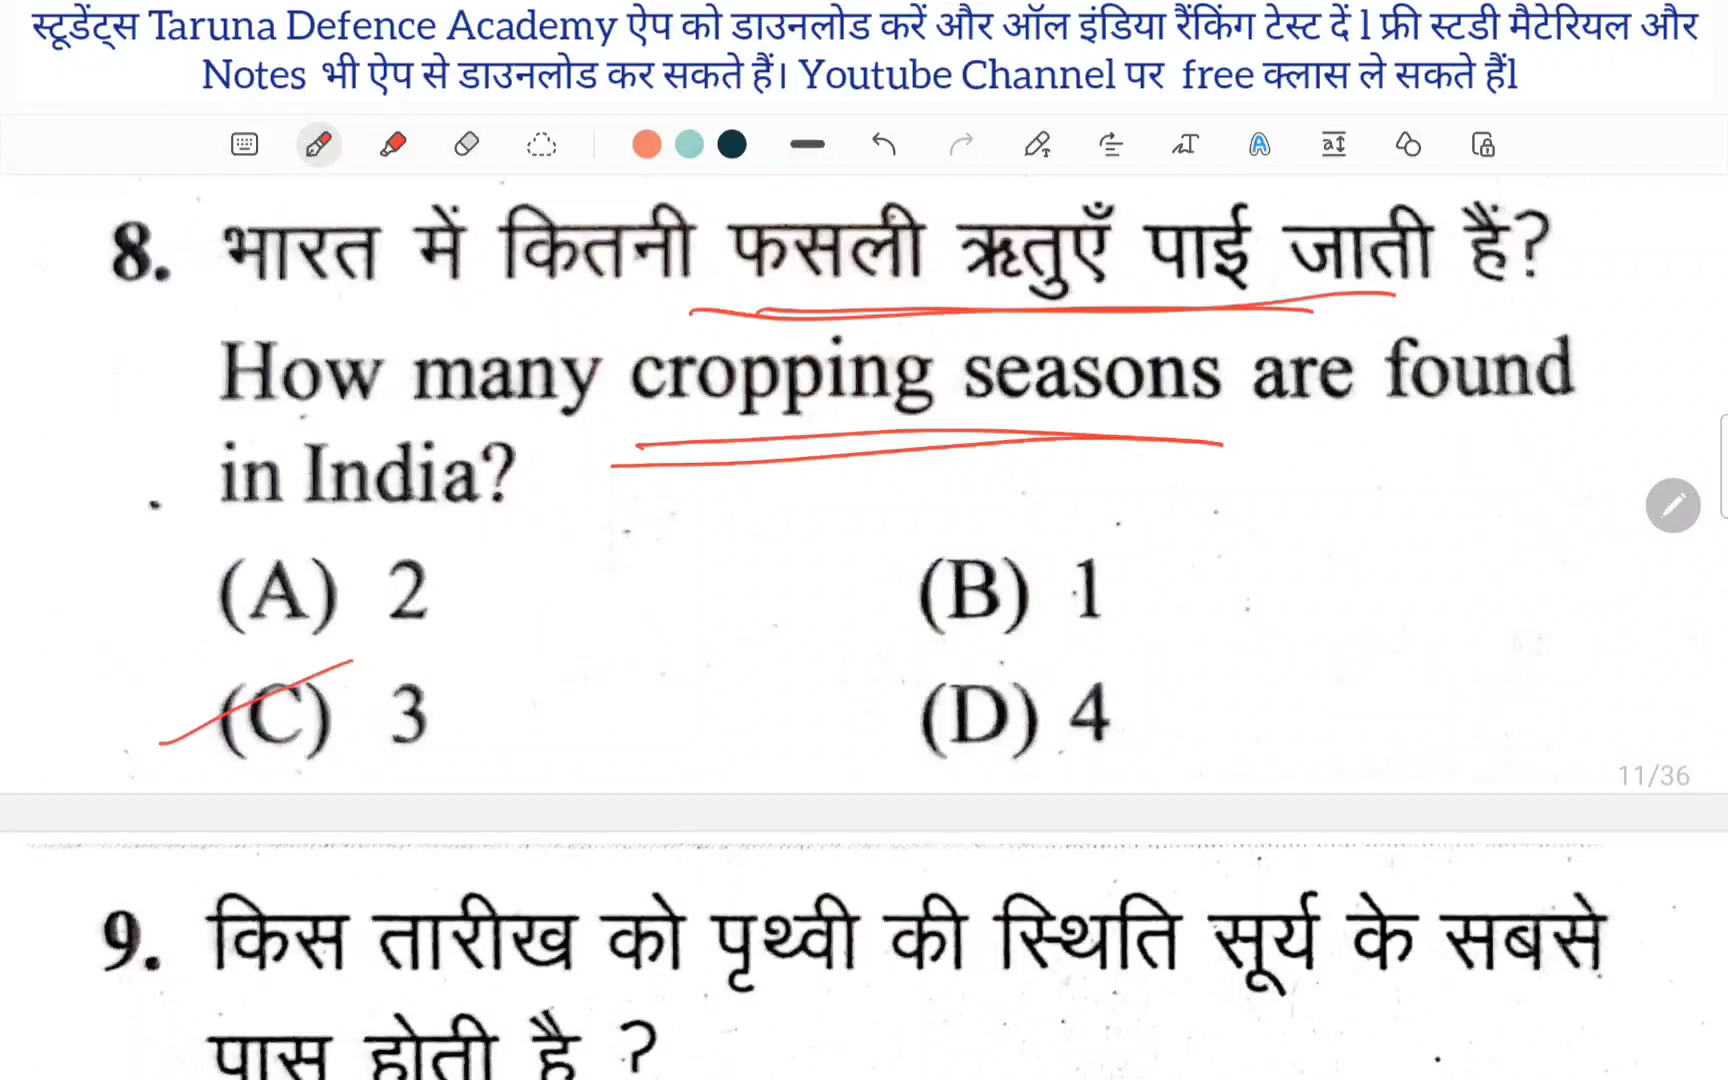 स्टूडेंट्स Taruna Defence Academy ऐप को डाउनलोड करें और ऑल इंडिया रैंकिंग टेस्ट दें l फ्री स्टडी मैटेरियल और
Notes भी ऐप से डाउनलोड कर सकते हैं। Youtube Channel पर free क्लास ले सकते हैंl
8. भारत में कितनी फसली ऋतुएँ पाई जाती हैं?
How many cropping seasons are found
in India?
(A) 2 (B) 1
(C) 3 (D) 4
11/36
9. किस तारीख को पृथ्वी की स्थिति सूर्य के सबसे
पास होती है ?